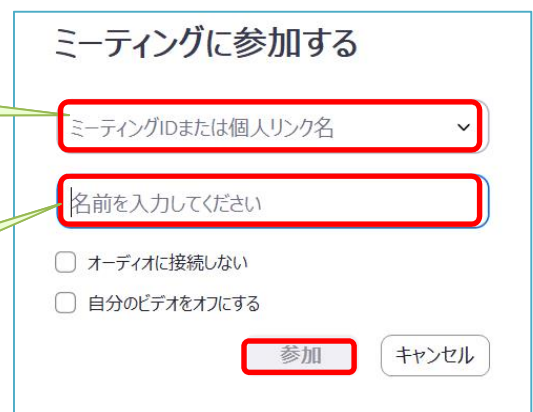 ミーティングに参加する
ミーティングIDまたは個人リンク名
名前を入力してください
オーディオに接続しない
自分のビデオをオフにする
参加 キャンセル